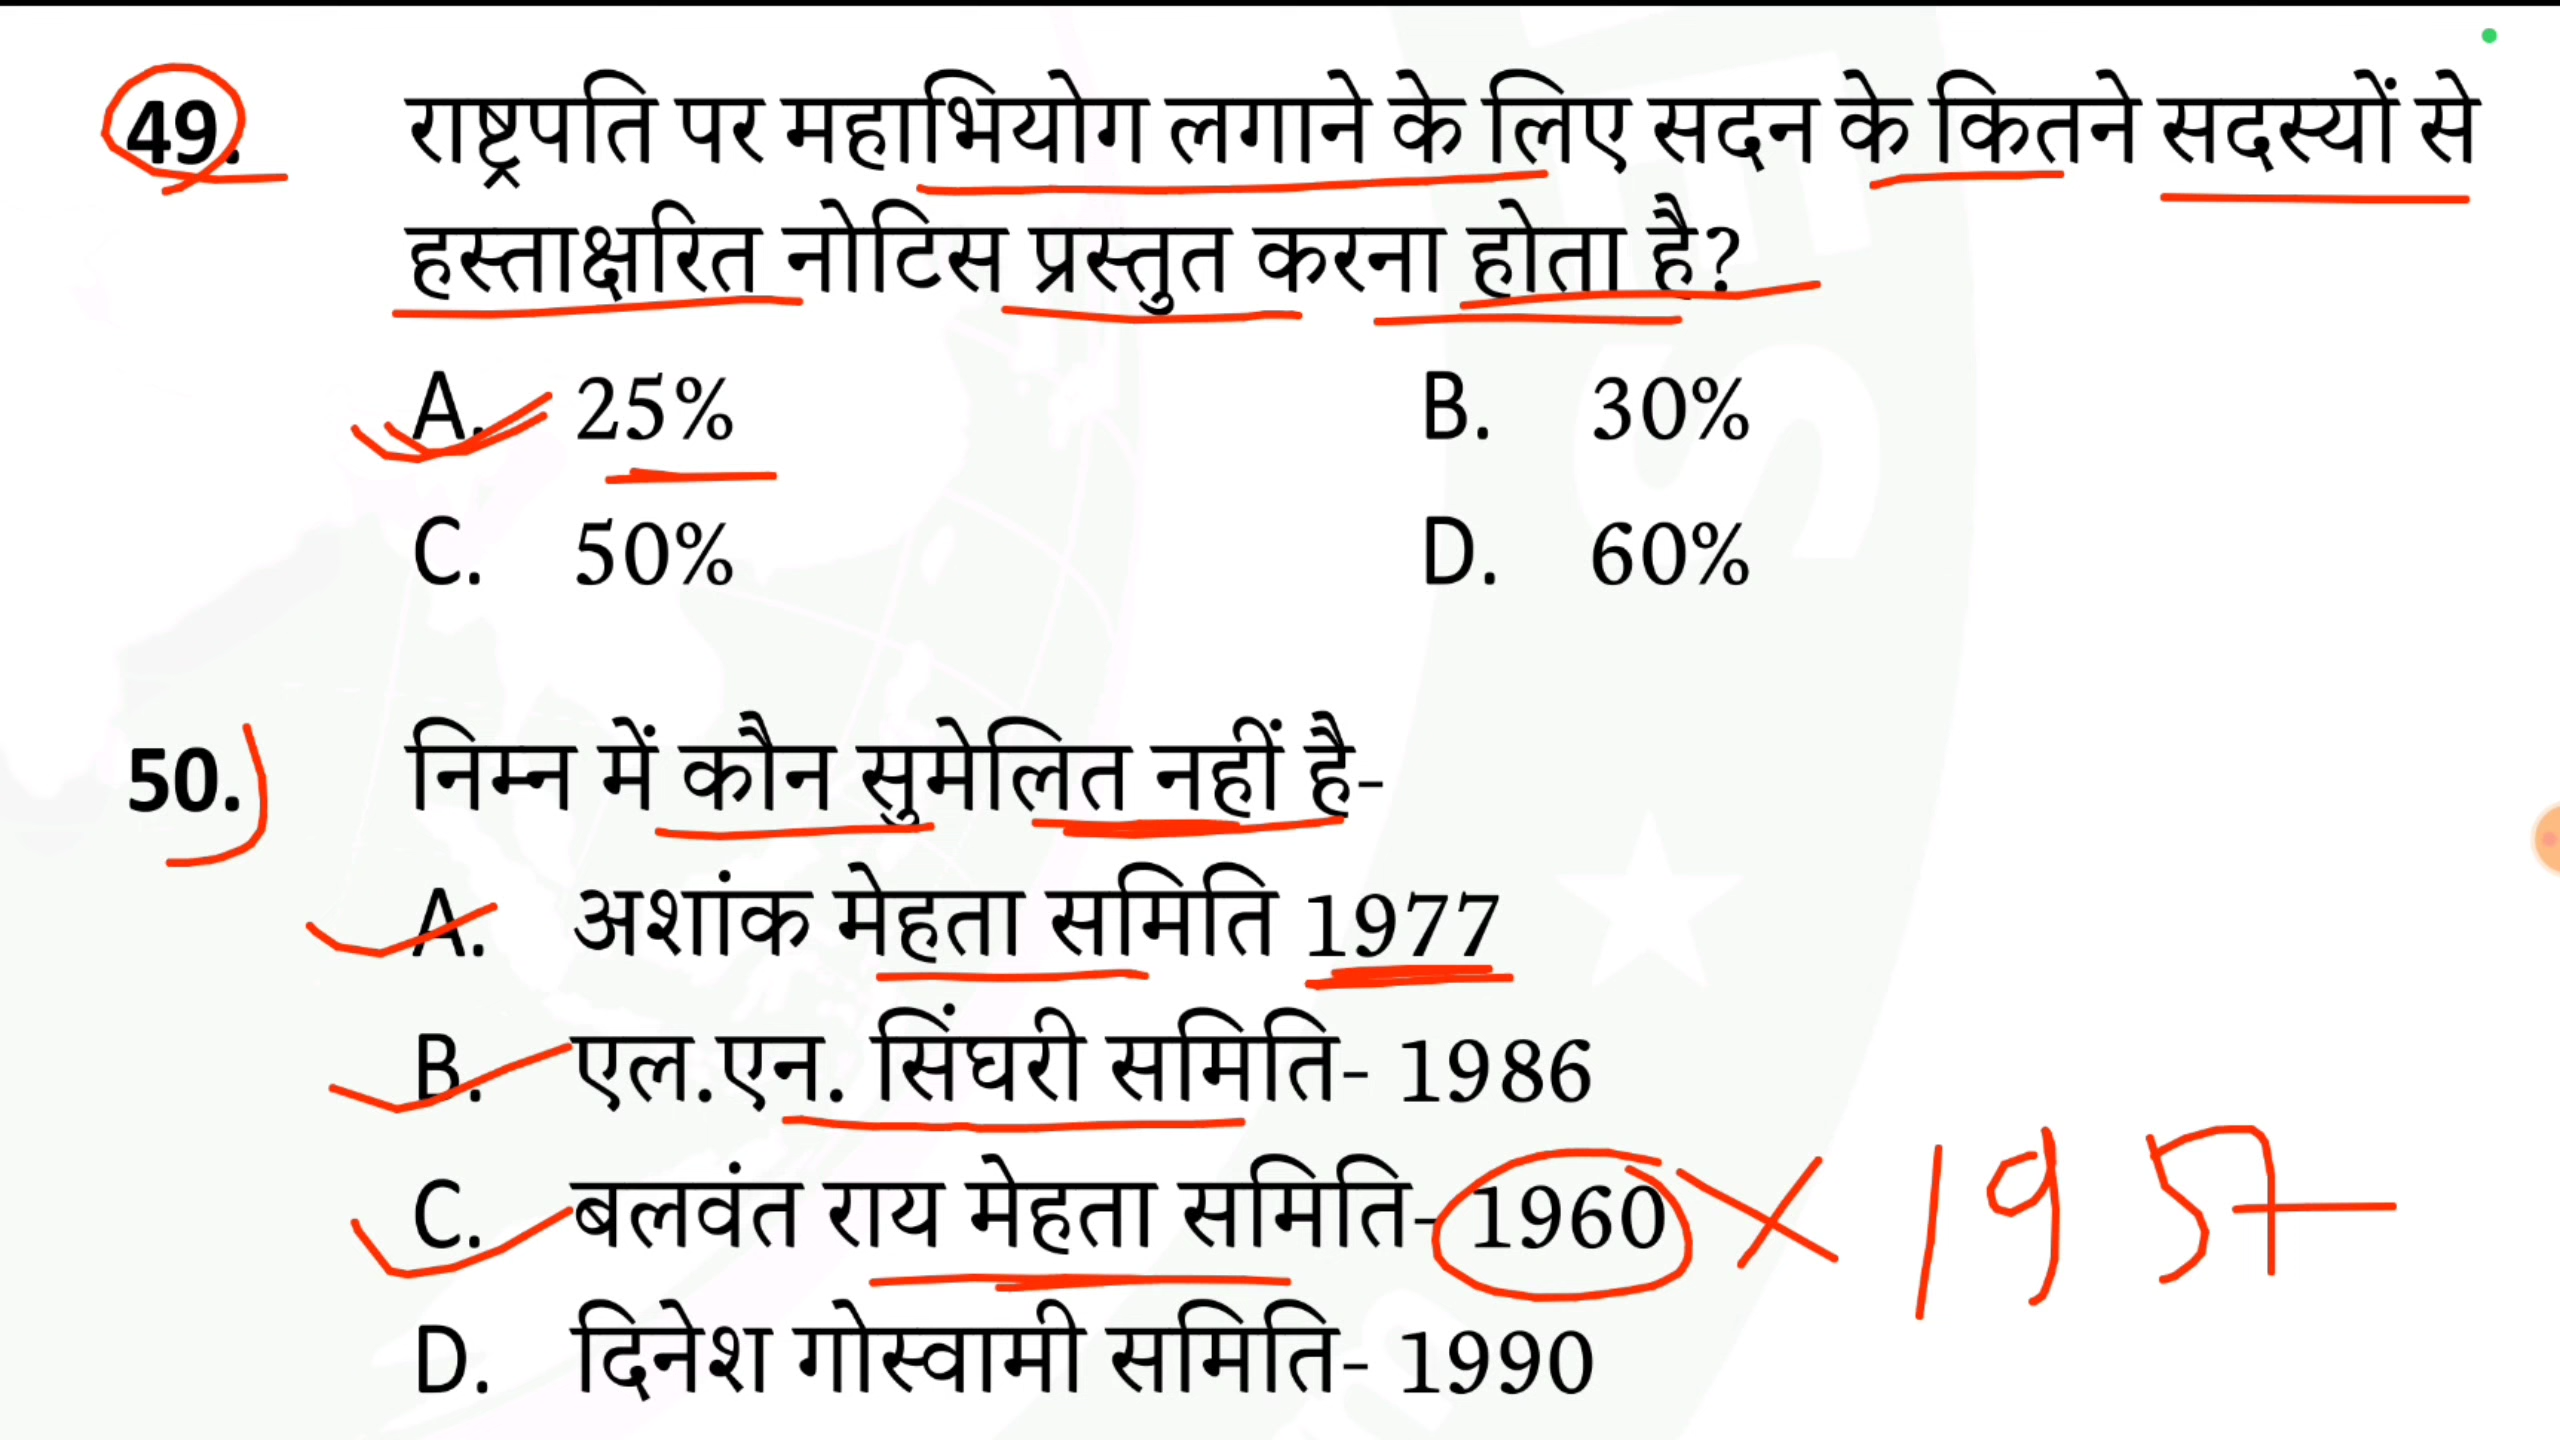 49. राष्ट्रपति पर महाभियोग लगाने के लिए सदन के कितने सदस्यों से
हस्ताक्षरित नोटिस प्रस्तुत करना होता है?
A. 25% B. 30%
C. 50% D. 60%
50. निम्न में कौन सुमेलित नहीं है-
A. अशांक मेहता समिति 1977
B. एल.एन. सिंघरी समिति- 1986
C. बलवंत राय मेहता समिति- 1960 × 1957
D. दिनेश गोस्वामी समिति- 1990